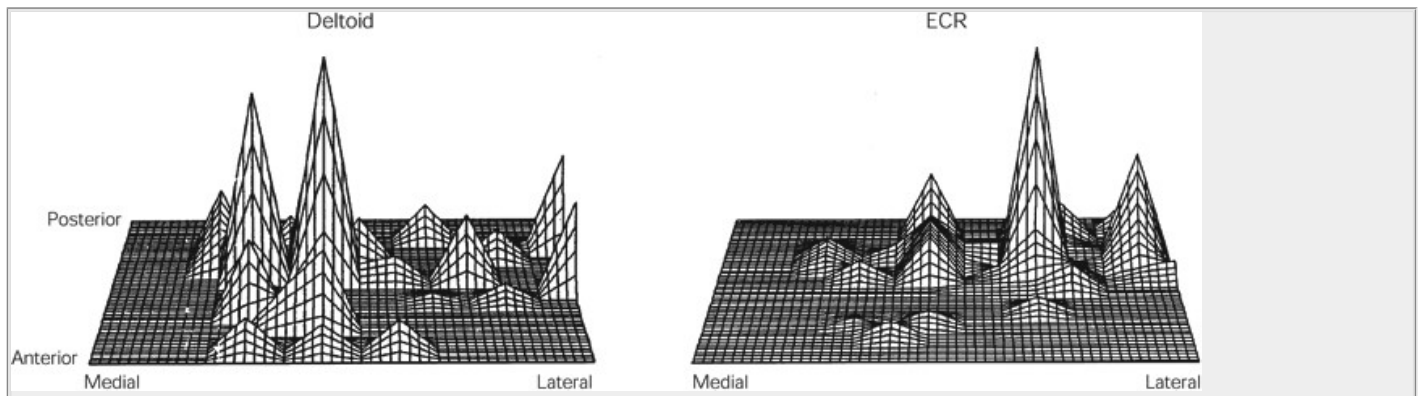 Deltoid
ECR
Posterior
Anterior
Medial
Lateral
Medial
Lateral